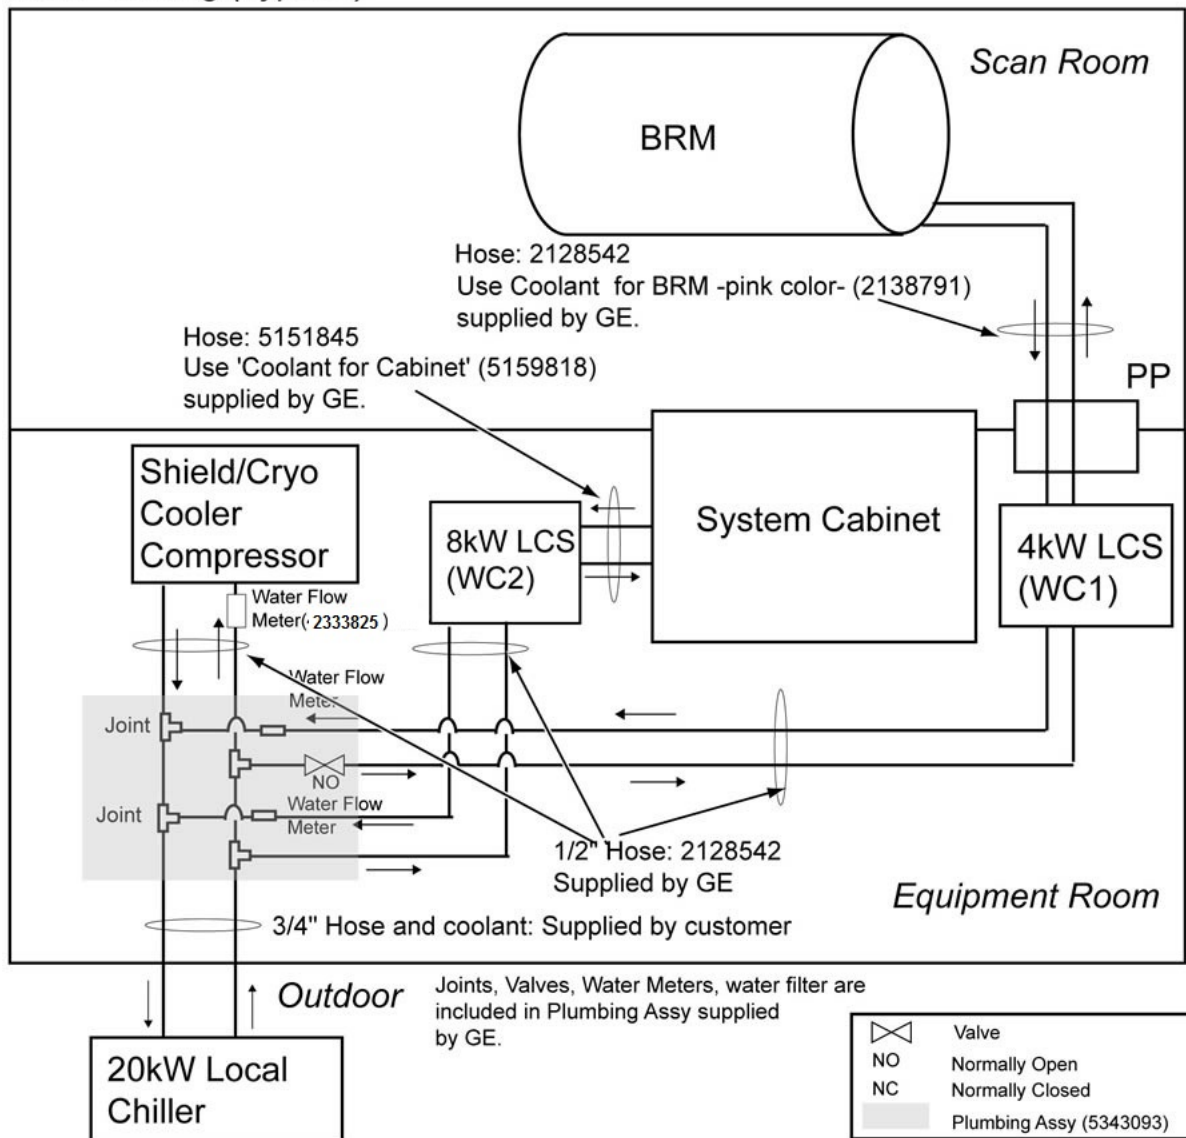 Scan Room
BRM
Hose: 2128542
Use Coolant for BRM -pink color- (2138791)
supplied by GE.
Hose: 5151845
Use 'Coolant for Cabinet' (5159818)
supplied by GE.
PP
Shield/Cryo
Cooler
Compressor
8kW LCS
(WC2)
System Cabinet
4kW LCS
(WC1)
Water Flow
Meter(2333825)
Water Flow
Meter
Joint
NO
Joint
Water Flow
Meter
1/2" Hose: 2128542
Supplied by GE
Equipment Room
3/4" Hose and coolant: Supplied by customer
Outdoor
Joints, Valves, Water Meters, water filter are
included in Plumbing Assy supplied
by GE.
20kW Local
Chiller
Valve
NO Normally Open
NC Normally Closed
Plumbing Assy (5343093)